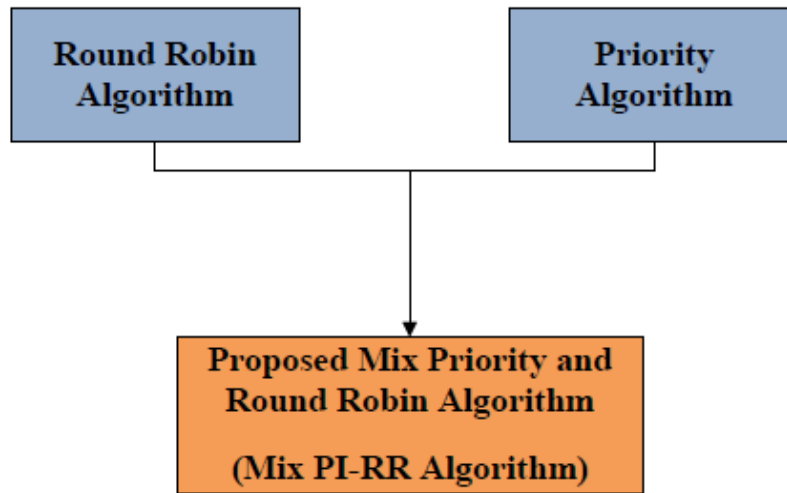 Round Robin
Algorithm
Priority
Algorithm
Proposed Mix Priority and
Round Robin Algorithm
(Mix PI-RR Algorithm)